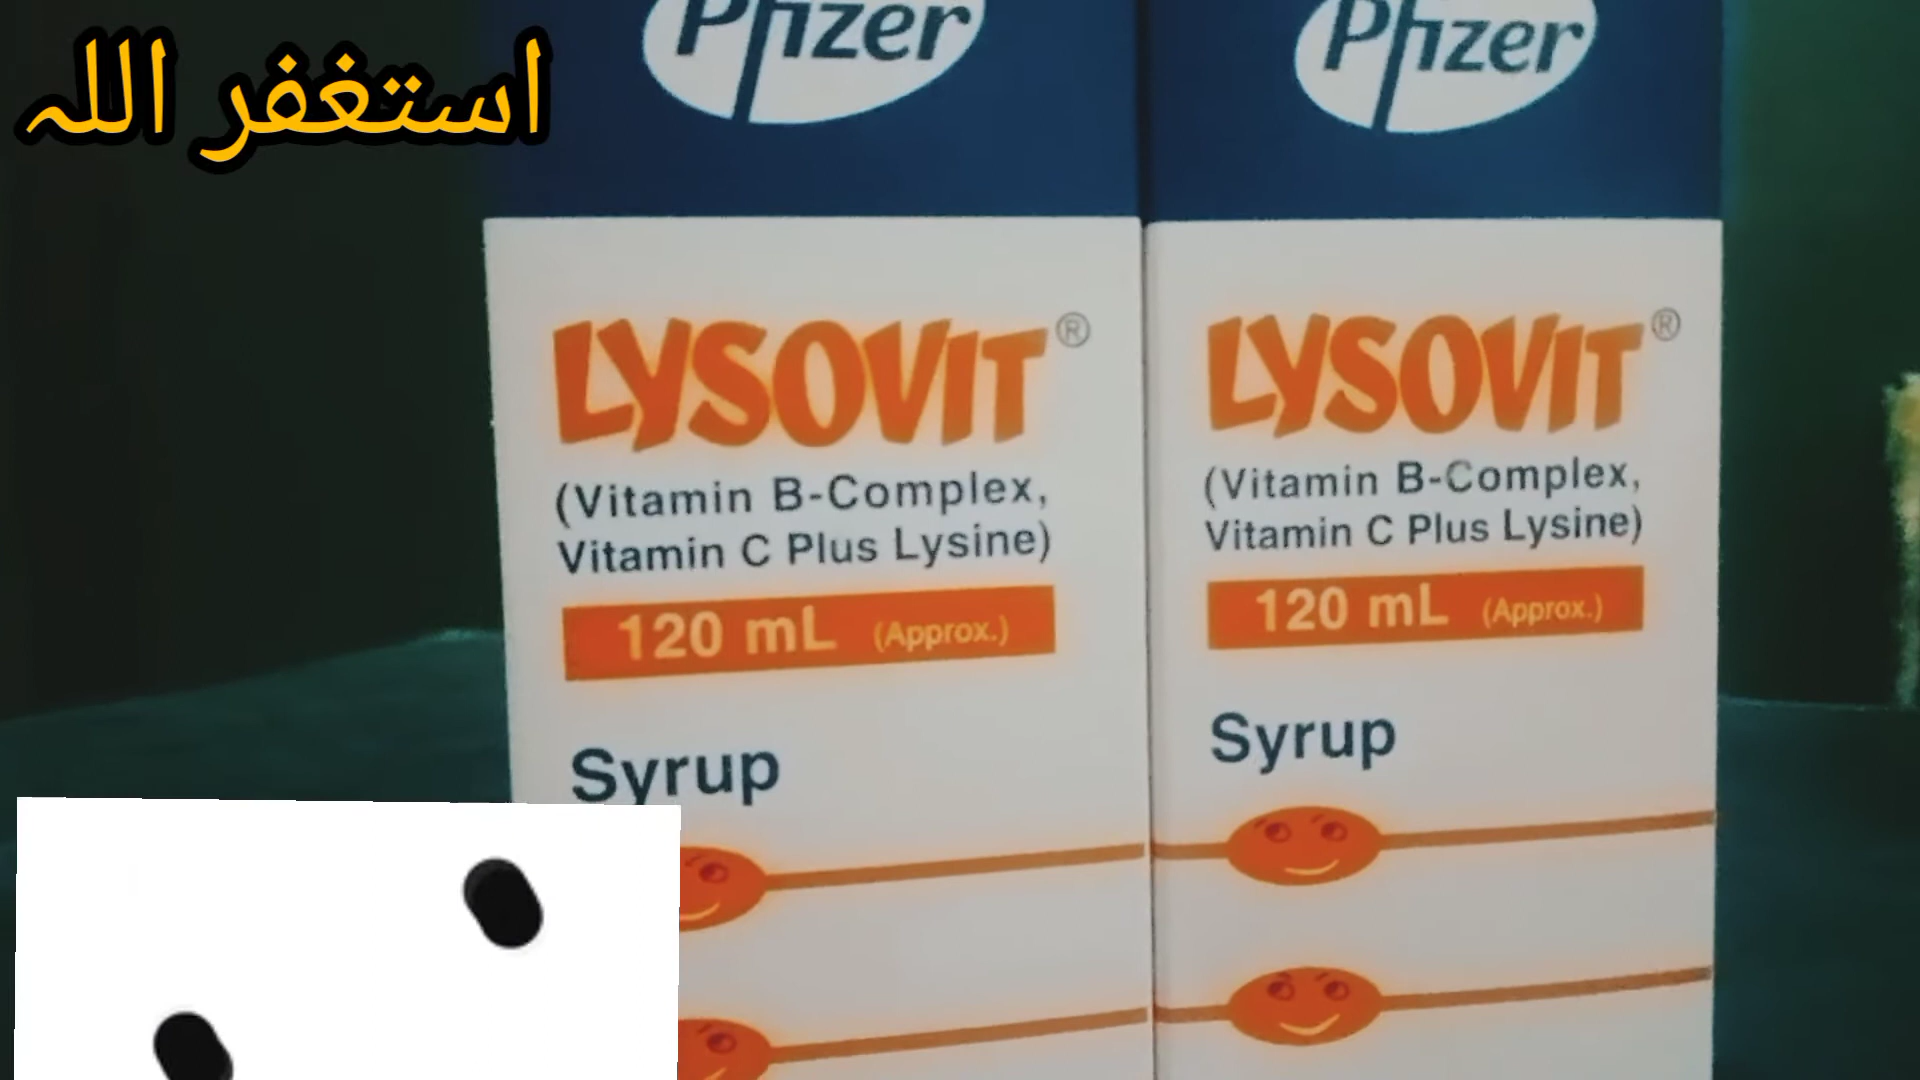 استغفر اللہ
Pfizer
LYSOVIT®
(Vitamin B-Complex,
Vitamin C Plus Lysine)
120 mL (Approx.)
Syrup
Pfizer
LYSOVIT®
(Vitamin B-Complex,
Vitamin C Plus Lysine)
120 mL (Approx.)
Syrup